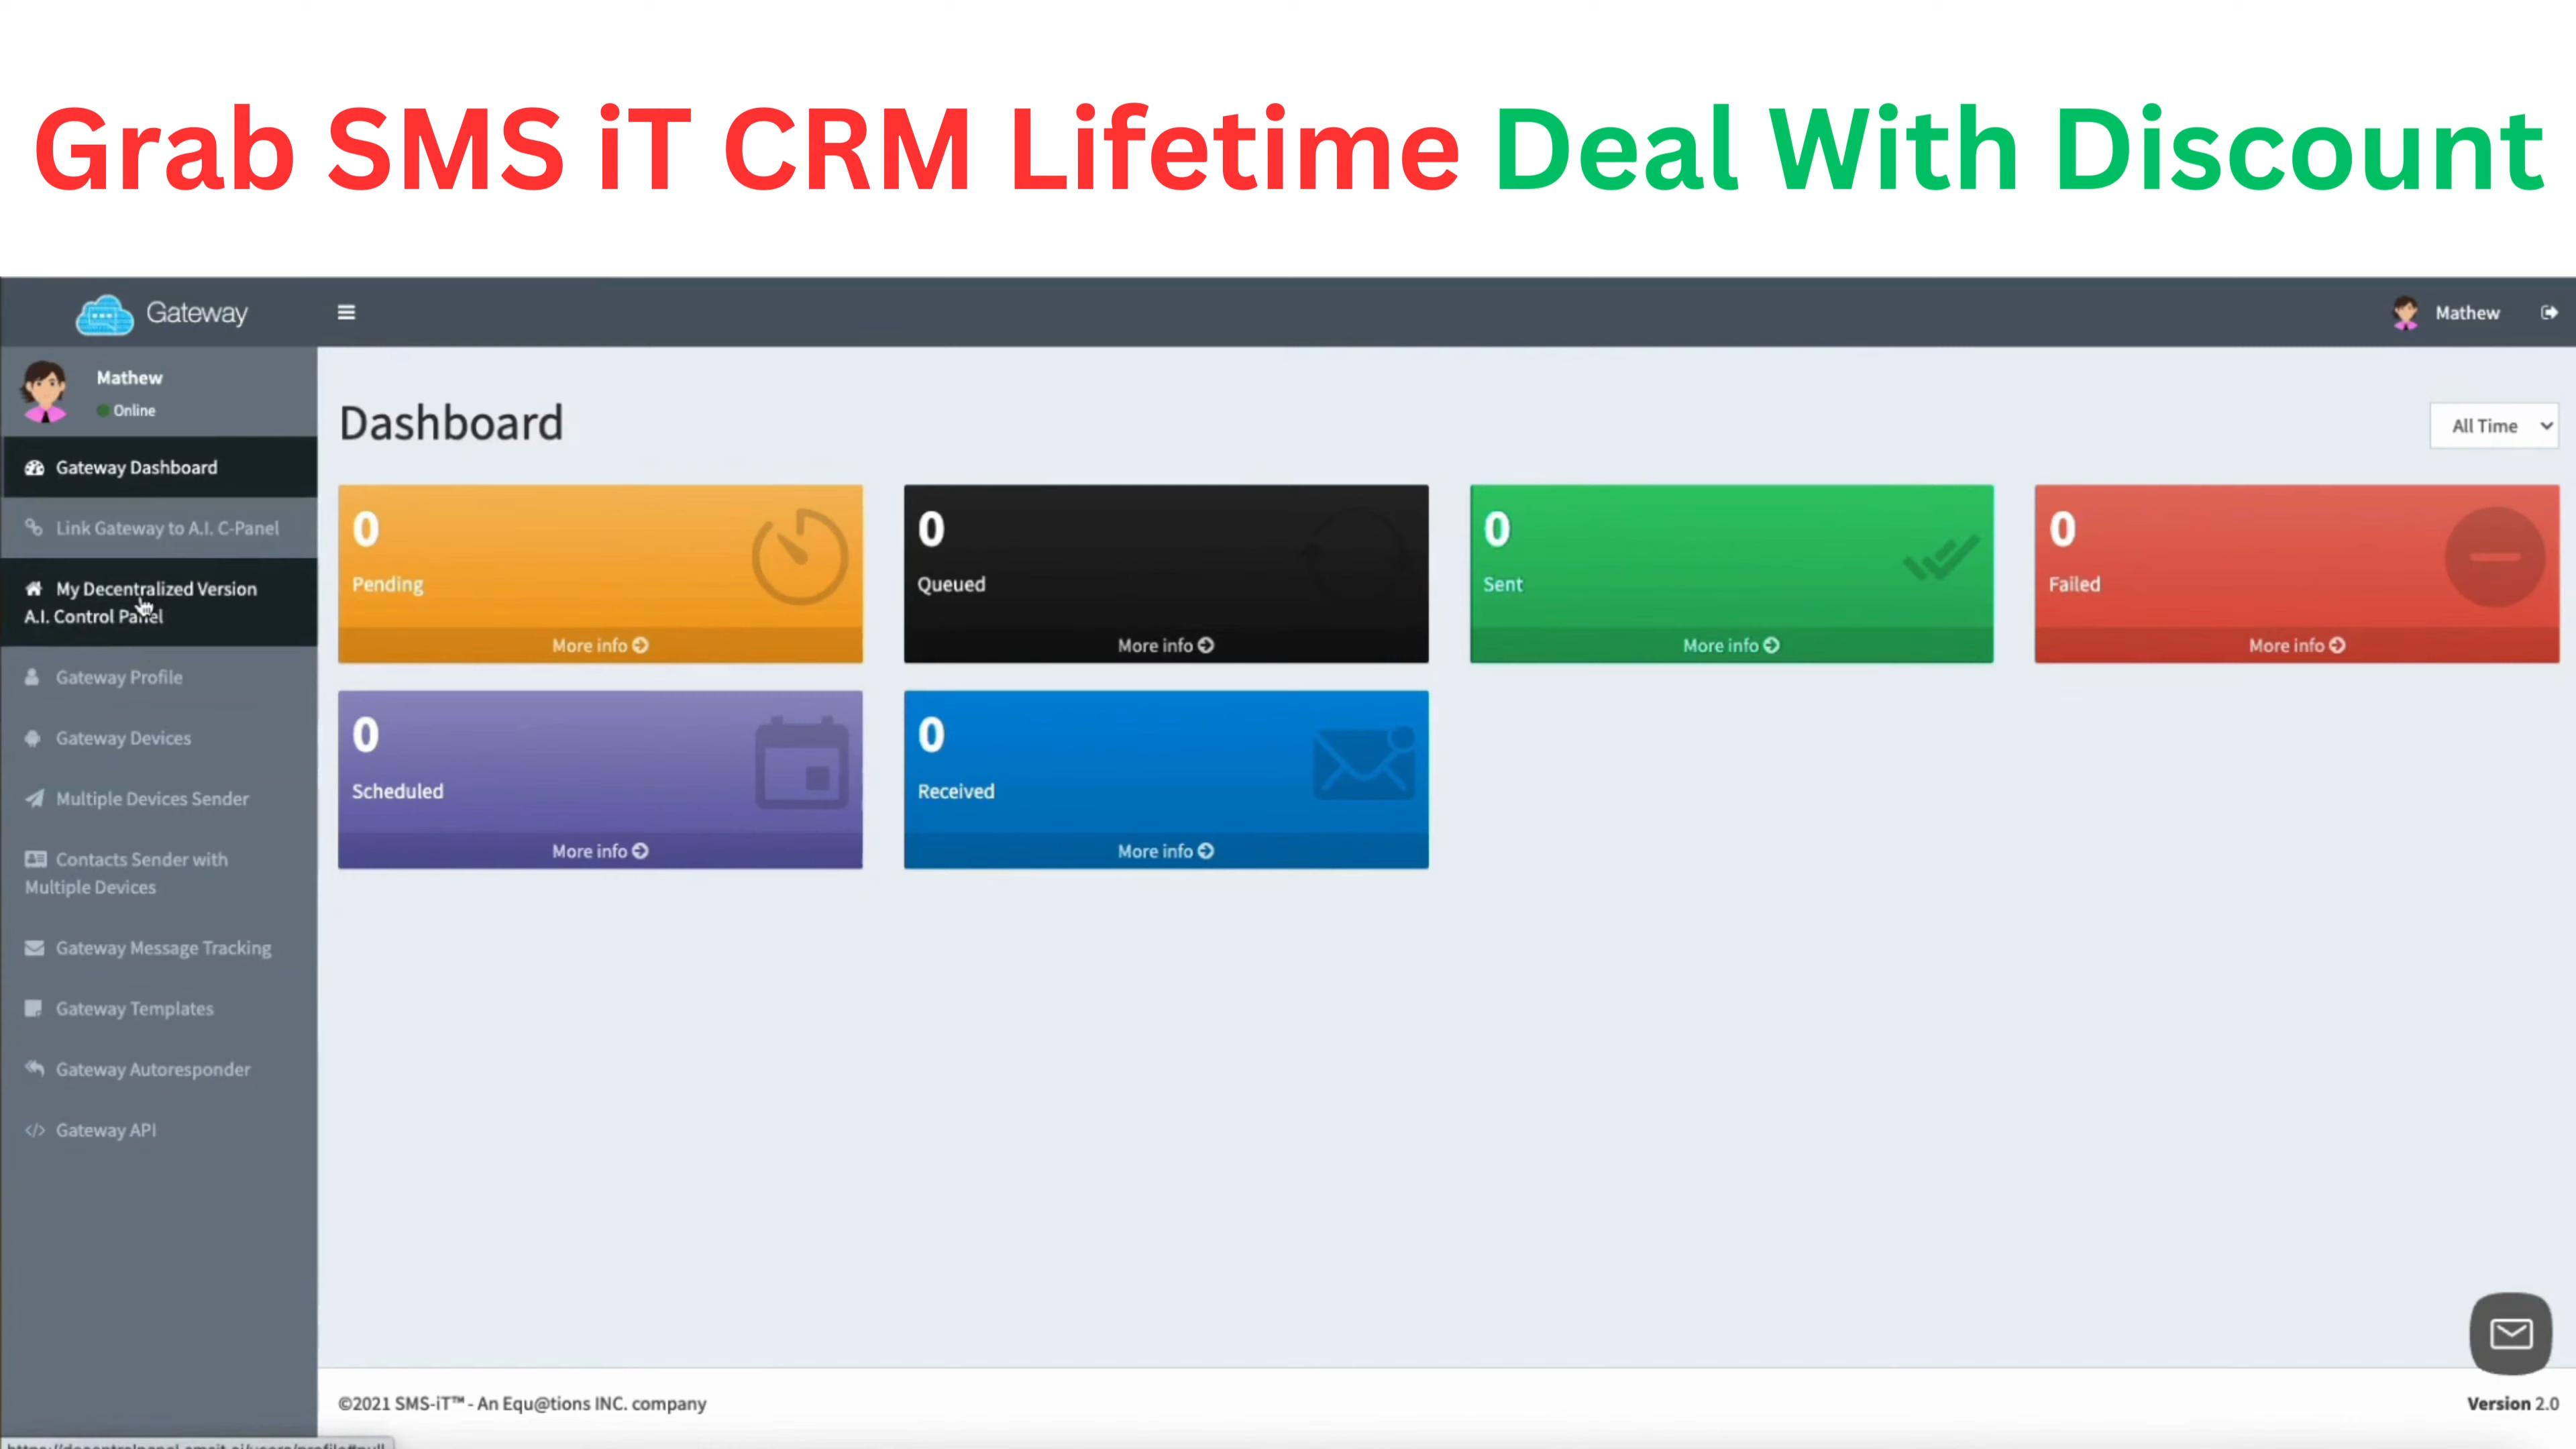 Grab SMS iT CRM Lifetime Deal With Discount
Gateway
Mathew
Mathew
Online
Gateway Dashboard
Link Gateway to A.I. C-Panel
My Decentralized Version
A.I. Control Panel
Gateway Profile
Gateway Devices
Multiple Devices Sender
Contacts Sender with
Multiple Devices
Gateway Message Tracking
Gateway Templates
Gateway Autoresponder
Gateway API
Dashboard
All Time
0
Pending
More info
0
Queued
More info
0
Sent
More info
0
Failed
More info
0
Scheduled
More info
0
Received
More info
©2021 SMS-iT™ - An Equ@tions INC. company
Version 2.0